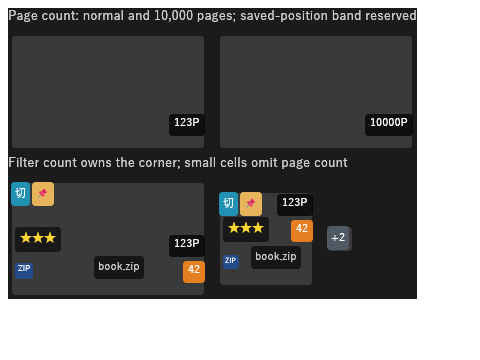 Page count: normal and 10,000 pages; saved-position band reserved
123P
10000P
Filter count owns the corner; small cells omit page count
切
切
123P
42
+2
123P
ZIP
book.zip
42
ZIP
book.zip